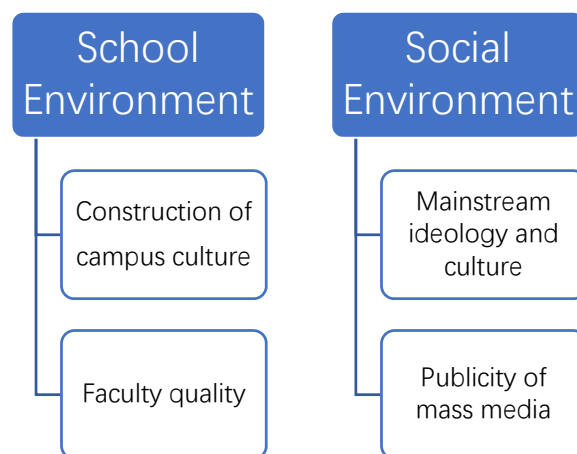 School
Environment
Construction of
campus culture
Faculty quality
Social
Environment
Mainstream
ideology and
culture
Publicity of
mass media